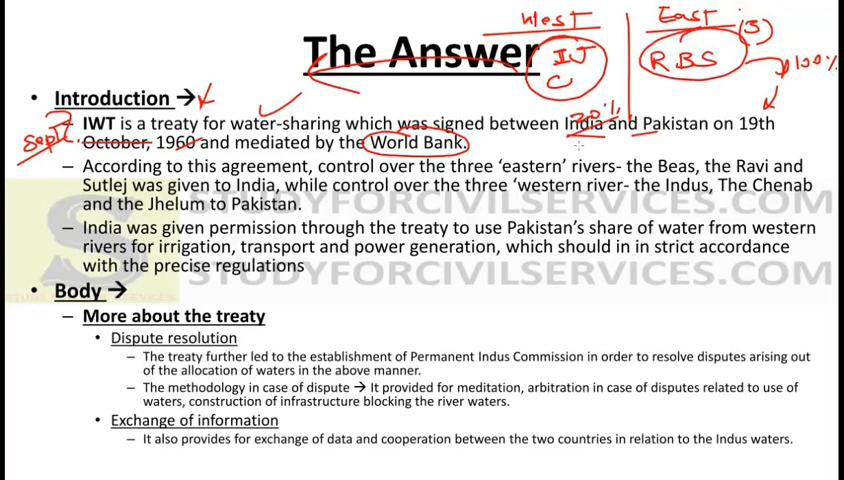 West
East
(3)
The Answer
IJ
C
RBS
100%
• Introduction →
20%
– IWT is a treaty for water-sharing which was signed between India and Pakistan on 19th
Sept. October, 1960 and mediated by the World Bank.
– According to this agreement, control over the three ‘eastern’ rivers- the Beas, the Ravi and
Sutlej was given to India, while control over the three ‘western river- the Indus, The Chenab
and the Jhelum to Pakistan.
STUDYFORCIVILSERVICES.COM
– India was given permission through the treaty to use Pakistan’s share of water from western
rivers for irrigation, transport and power generation, which should in in strict accordance
with the precise regulations
STUDYFORCIVILSERVICES.COM
• Body →
– More about the treaty
• Dispute resolution
– The treaty further led to the establishment of Permanent Indus Commission in order to resolve disputes arising out
of the allocation of waters in the above manner.
– The methodology in case of dispute → It provided for meditation, arbitration in case of disputes related to use of
waters, construction of infrastructure blocking the river waters.
• Exchange of information
– It also provides for exchange of data and cooperation between the two countries in relation to the Indus waters.